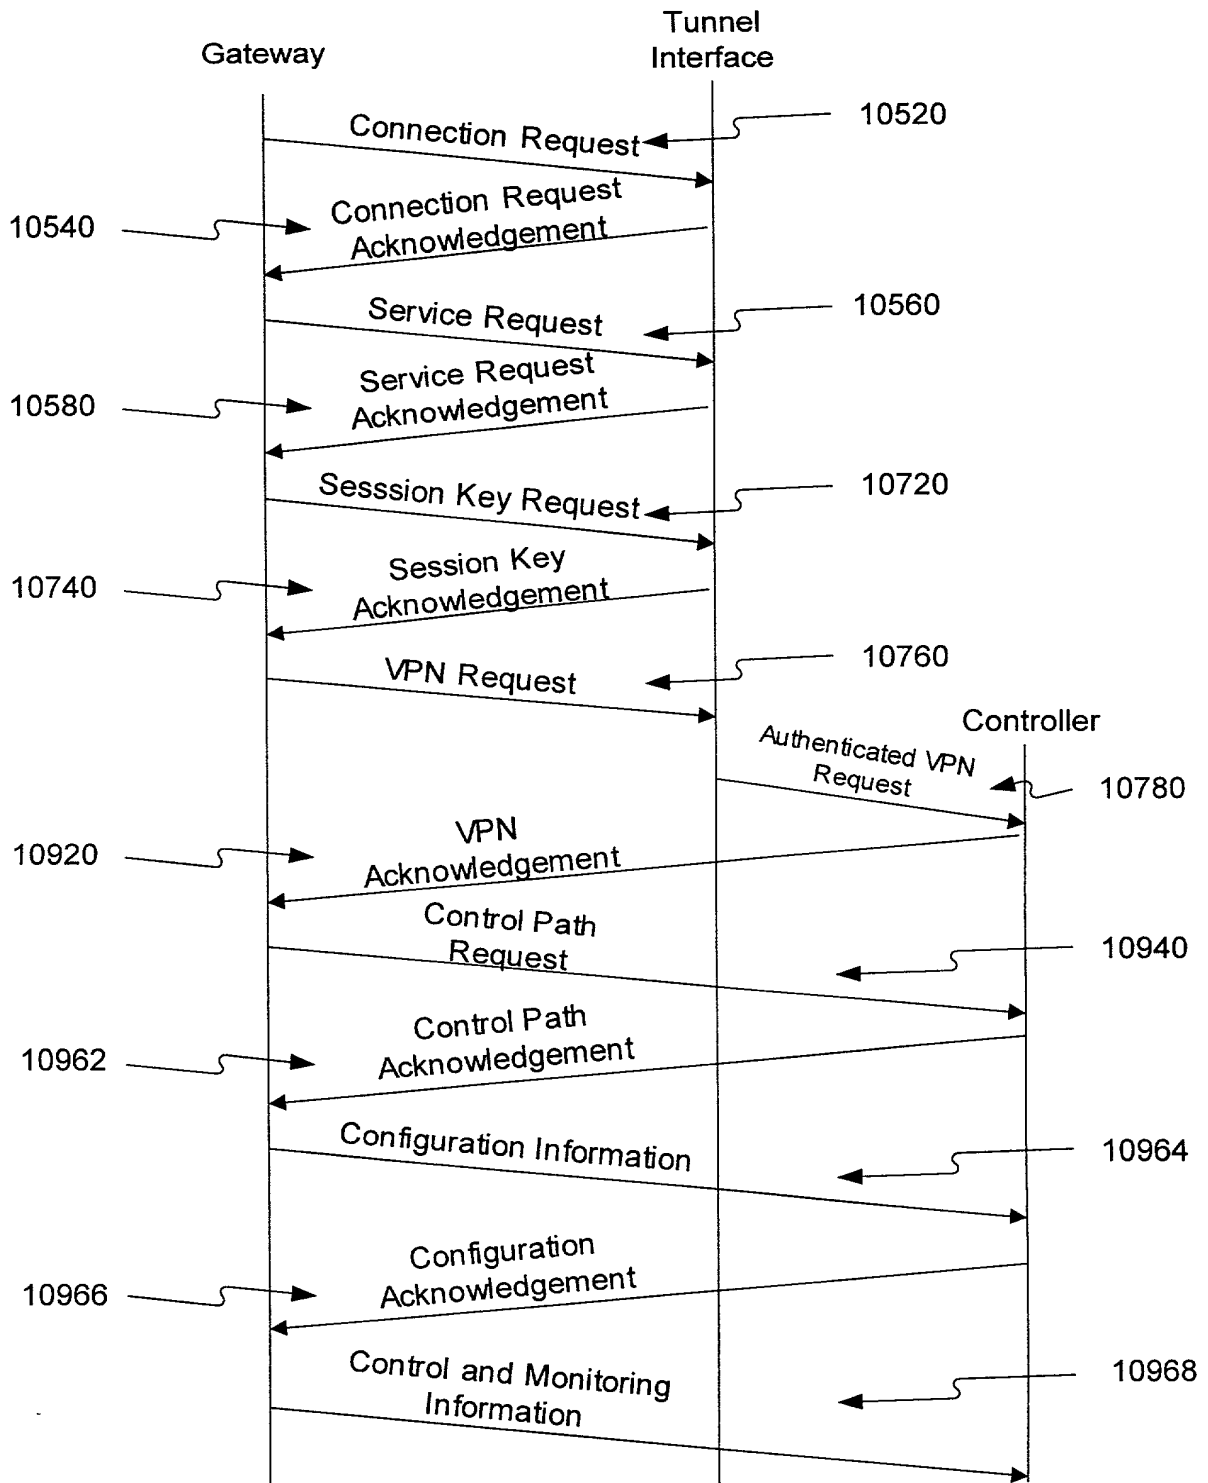 Gateway
Tunnel
Interface
Connection Request
10520
Connection Request
Acknowledgement
10540
Service Request
10560
Service Request
Acknowledgement
10580
Sesssion Key Request
10720
Session Key
Acknowledgement
10740
VPN Request
10760
Controller
Authenticated VPN
Request
10780
VPN
Acknowledgement
10920
Control Path
Request
10940
Control Path
Acknowledgement
10962
Configuration Information
10964
Configuration
Acknowledgement
10966
Control and Monitoring
Information
10968